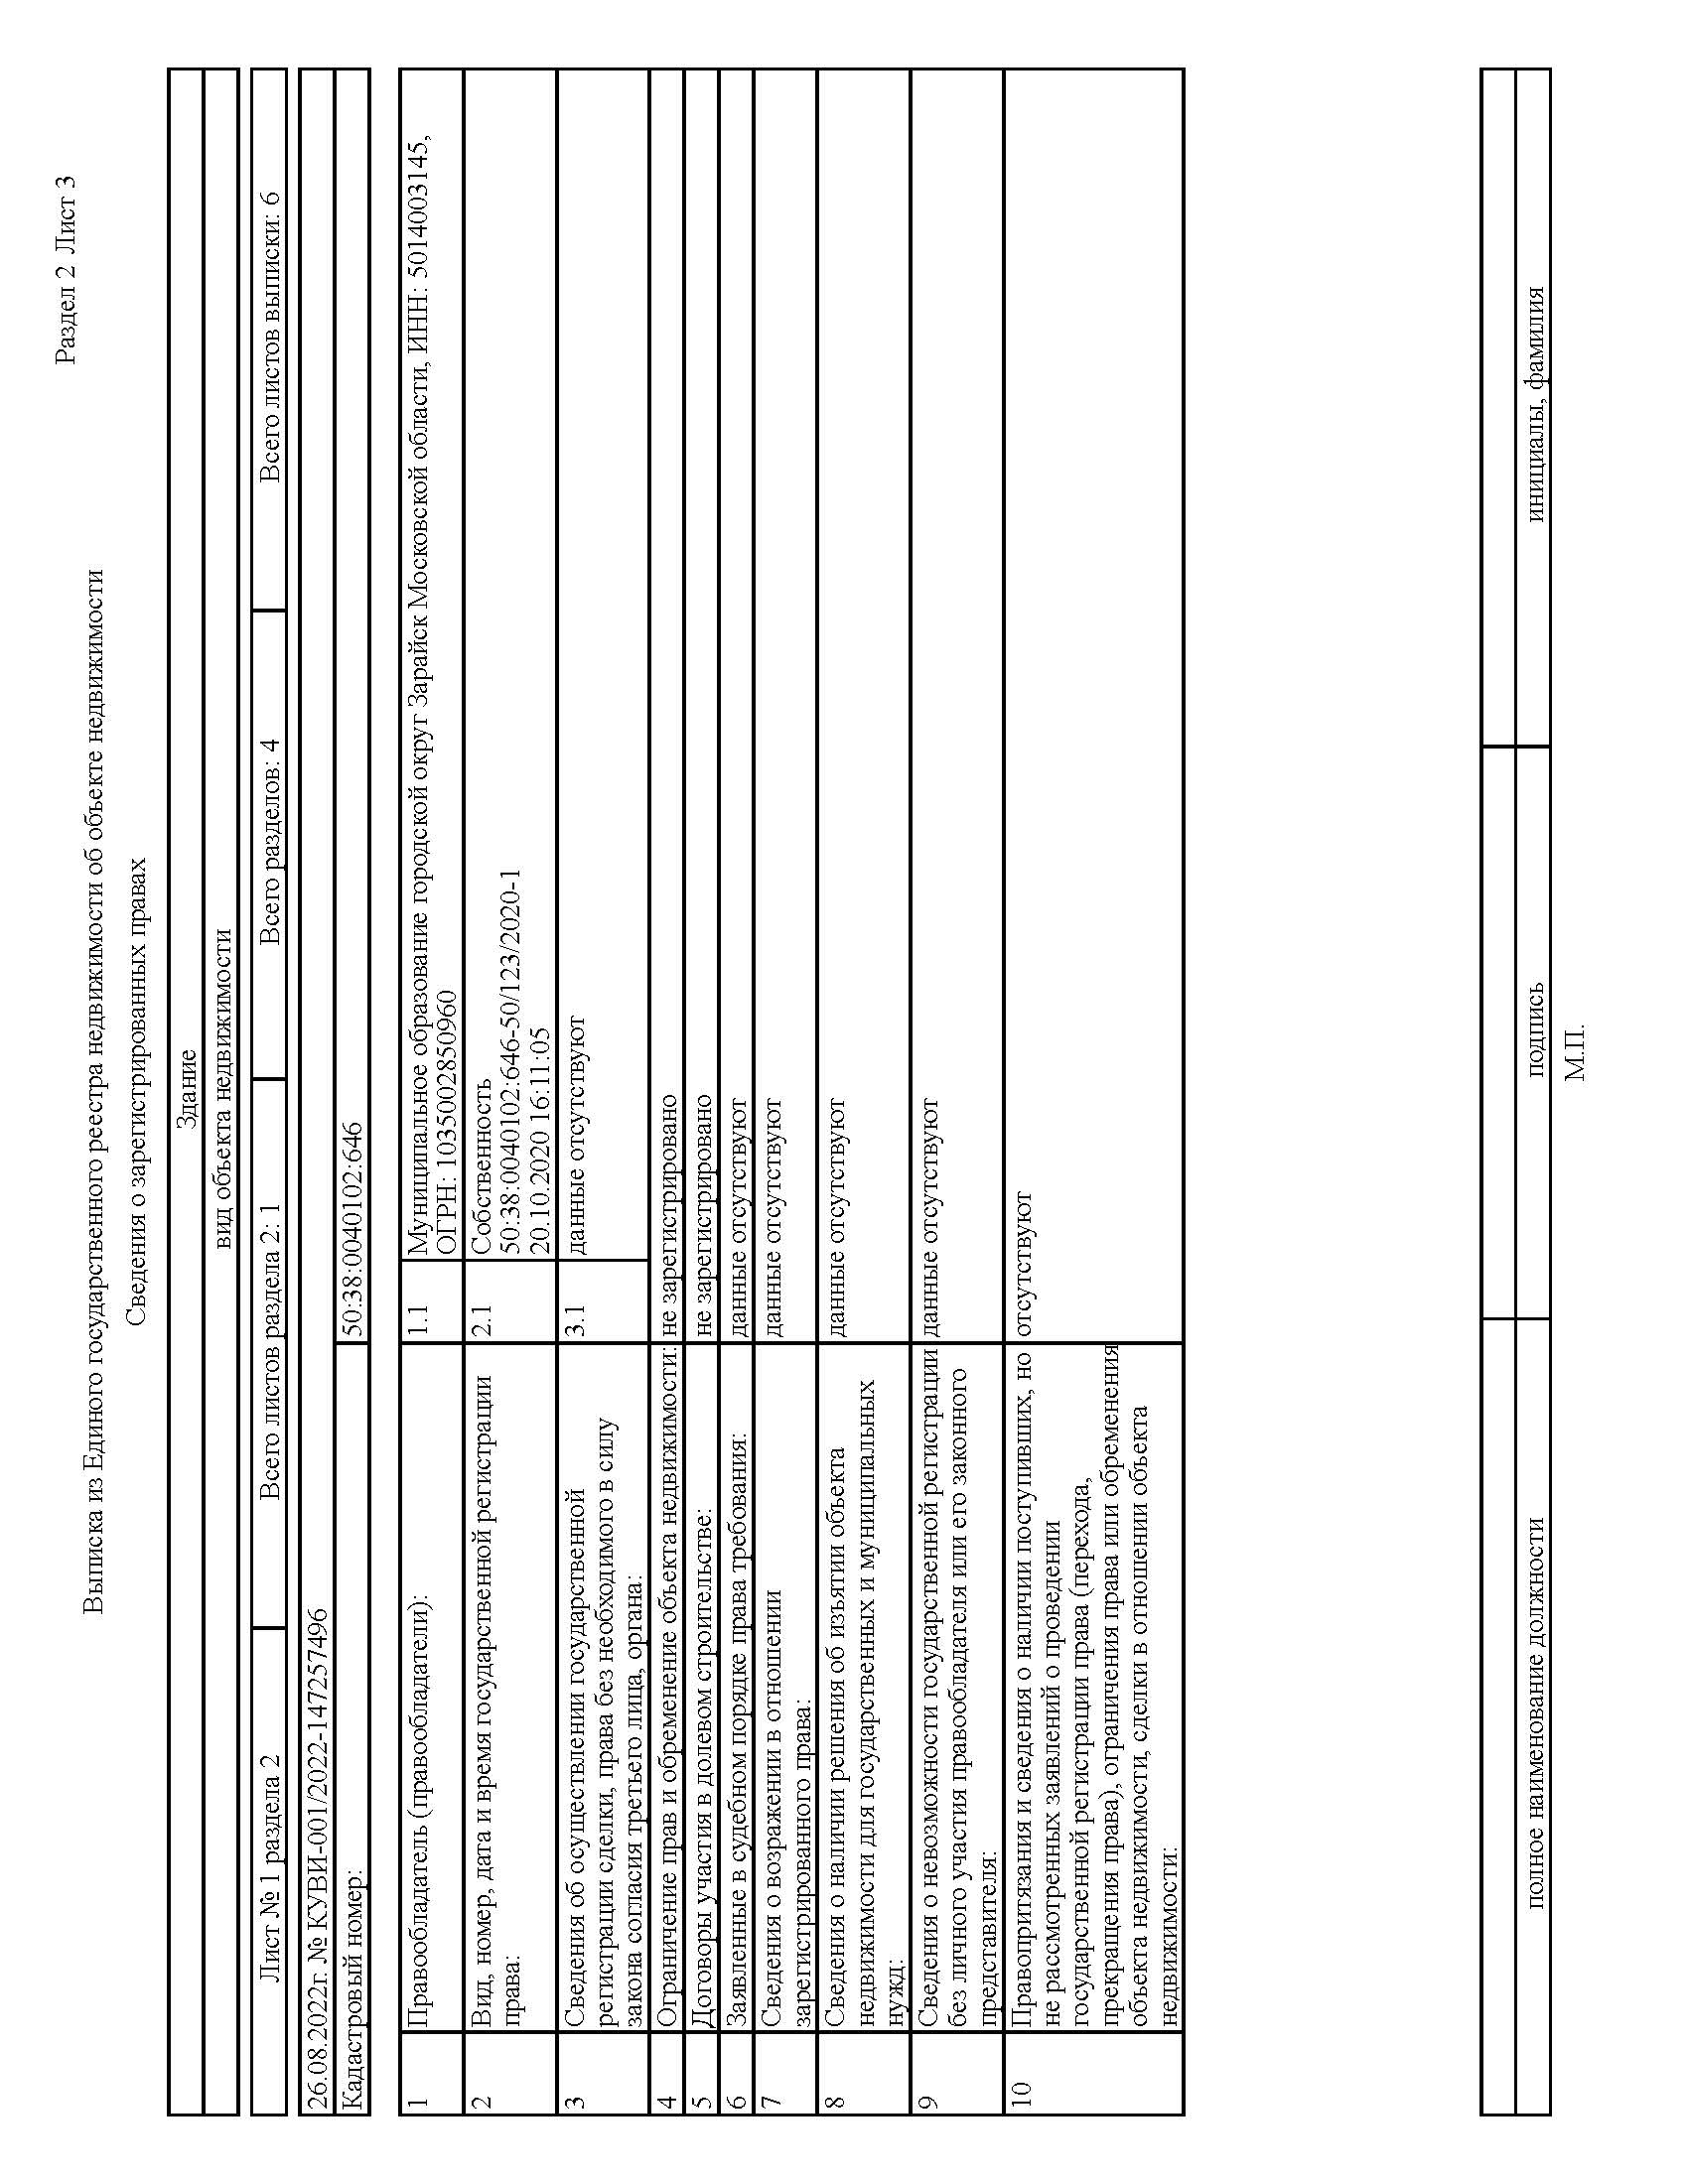 Раздел 2 Лист 3
Выписка из Единого государственного реестра недвижимости об объекте недвижимости
Сведения о зарегистрированных правах
Здание
вид объекта недвижимости
Лист № 1 раздела 2 Всего листов раздела 2: 1 Всего разделов: 4 Всего листов выписки: 6
26.08.2022г. № КУВИ-001/2022-147257496
Кадастровый номер: 50:38:0040102:646
1 Правообладатель (правообладатели): 1.1 Муниципальное образование городской округ Зарайск Московской области, ИНН: 5014003145,
ОГРН: 1035002850960
2 Вид, номер, дата и время государственной регистрации 2.1 Собственность
права: 50:38:0040102:646-50/123/2020-1
20.10.2020 16:11:05
3 Сведения об осуществлении государственной 3.1 данные отсутствуют
регистрации сделки, права без необходимого в силу
закона согласия третьего лица, органа:
4 Ограничение прав и обременение объекта недвижимости: не зарегистрировано
5 Договоры участия в долевом строительстве: не зарегистрировано
6 Заявленные в судебном порядке права требования: данные отсутствуют
7 Сведения о возражении в отношении данные отсутствуют
зарегистрированного права:
8 Сведения о наличии решения об изъятии объекта данные отсутствуют
недвижимости для государственных и муниципальных
нужд:
9 Сведения о невозможности государственной регистрации данные отсутствуют
без личного участия правообладателя или его законного
представителя:
10 Правопритязания и сведения о наличии поступивших, но отсутствуют
не рассмотренных заявлений о проведении
государственной регистрации права (перехода,
прекращения права), ограничения права или обременения
объекта недвижимости, сделки в отношении объекта
недвижимости:
полное наименование должности подпись инициалы, фамилия
М.П.